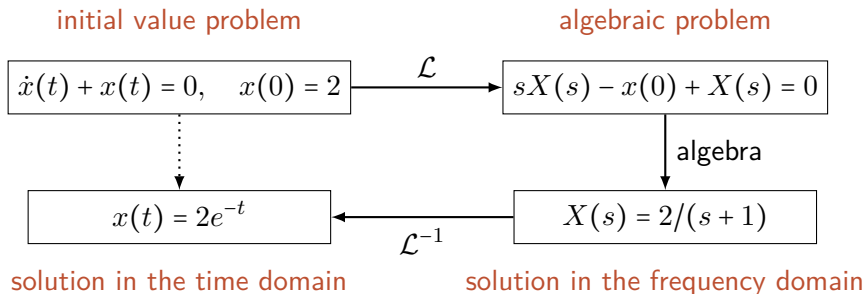 initial value problem
algebraic problem
ẋ(t) + x(t) = 0, x(0) = 2
ℒ
sX(s) − x(0) + X(s) = 0
algebra
x(t) = 2e^{−t}
ℒ^{−1}
X(s) = 2/(s + 1)
solution in the time domain
solution in the frequency domain